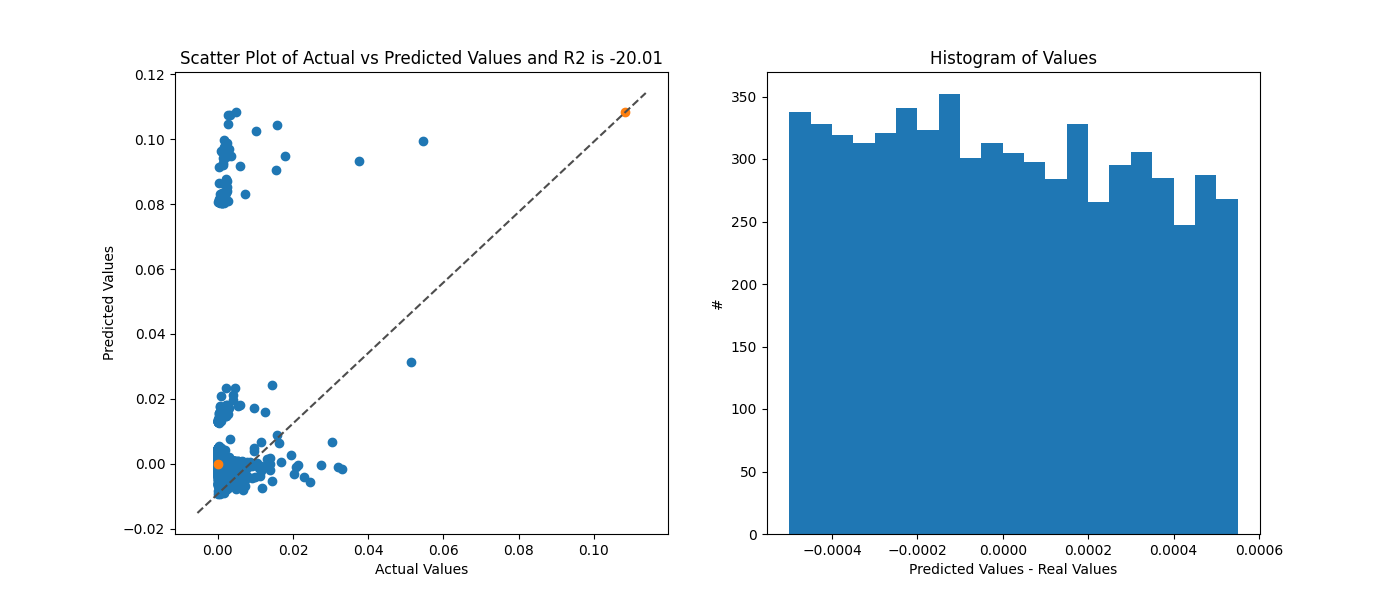 Scatter Plot of Actual vs Predicted Values and R2 is -20.01
0.12
0.10
0.08
0.06
0.04
0.02
0.00
−0.02
Predicted Values
0.00 0.02 0.04 0.06 0.08 0.10
Actual Values
Histogram of Values
350
300
250
200
150
100
50
0
#
−0.0004 −0.0002 0.0000 0.0002 0.0004 0.0006
Predicted Values - Real Values